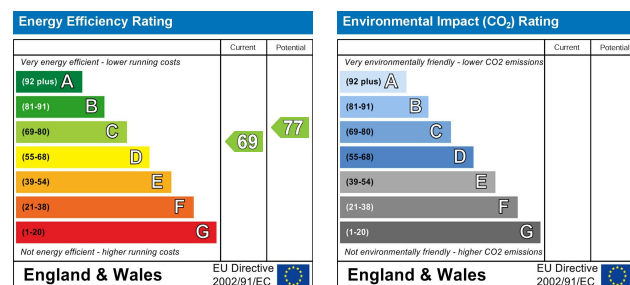 Energy Efficiency Rating
Current Potential
Very energy efficient - lower running costs
(92 plus) A
(81-91) B
(69-80) C
(55-68) D
(39-54) E
(21-38) F
(1-20) G
69
77
Not energy efficient - higher running costs
England & Wales
EU Directive
2002/91/EC
Environmental Impact (CO₂) Rating
Current Potential
Very environmentally friendly - lower CO2 emissions
(92 plus) A
(81-91) B
(69-80) C
(55-68) D
(39-54) E
(21-38) F
(1-20) G
Not environmentally friendly - higher CO2 emissions
England & Wales
EU Directive
2002/91/EC